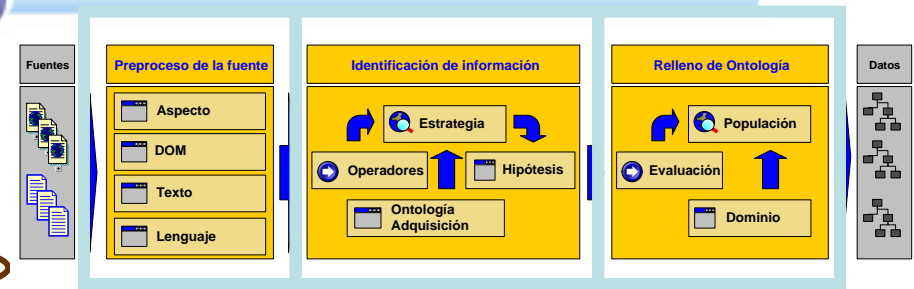 Fuentes
Preproceso de la fuente
Identificación de información
Relleno de Ontología
Datos
Aspecto
DOM
Texto
Lenguaje
Estrategia
Operadores
Hipótesis
Ontología
Adquisición
Populación
Evaluación
Dominio